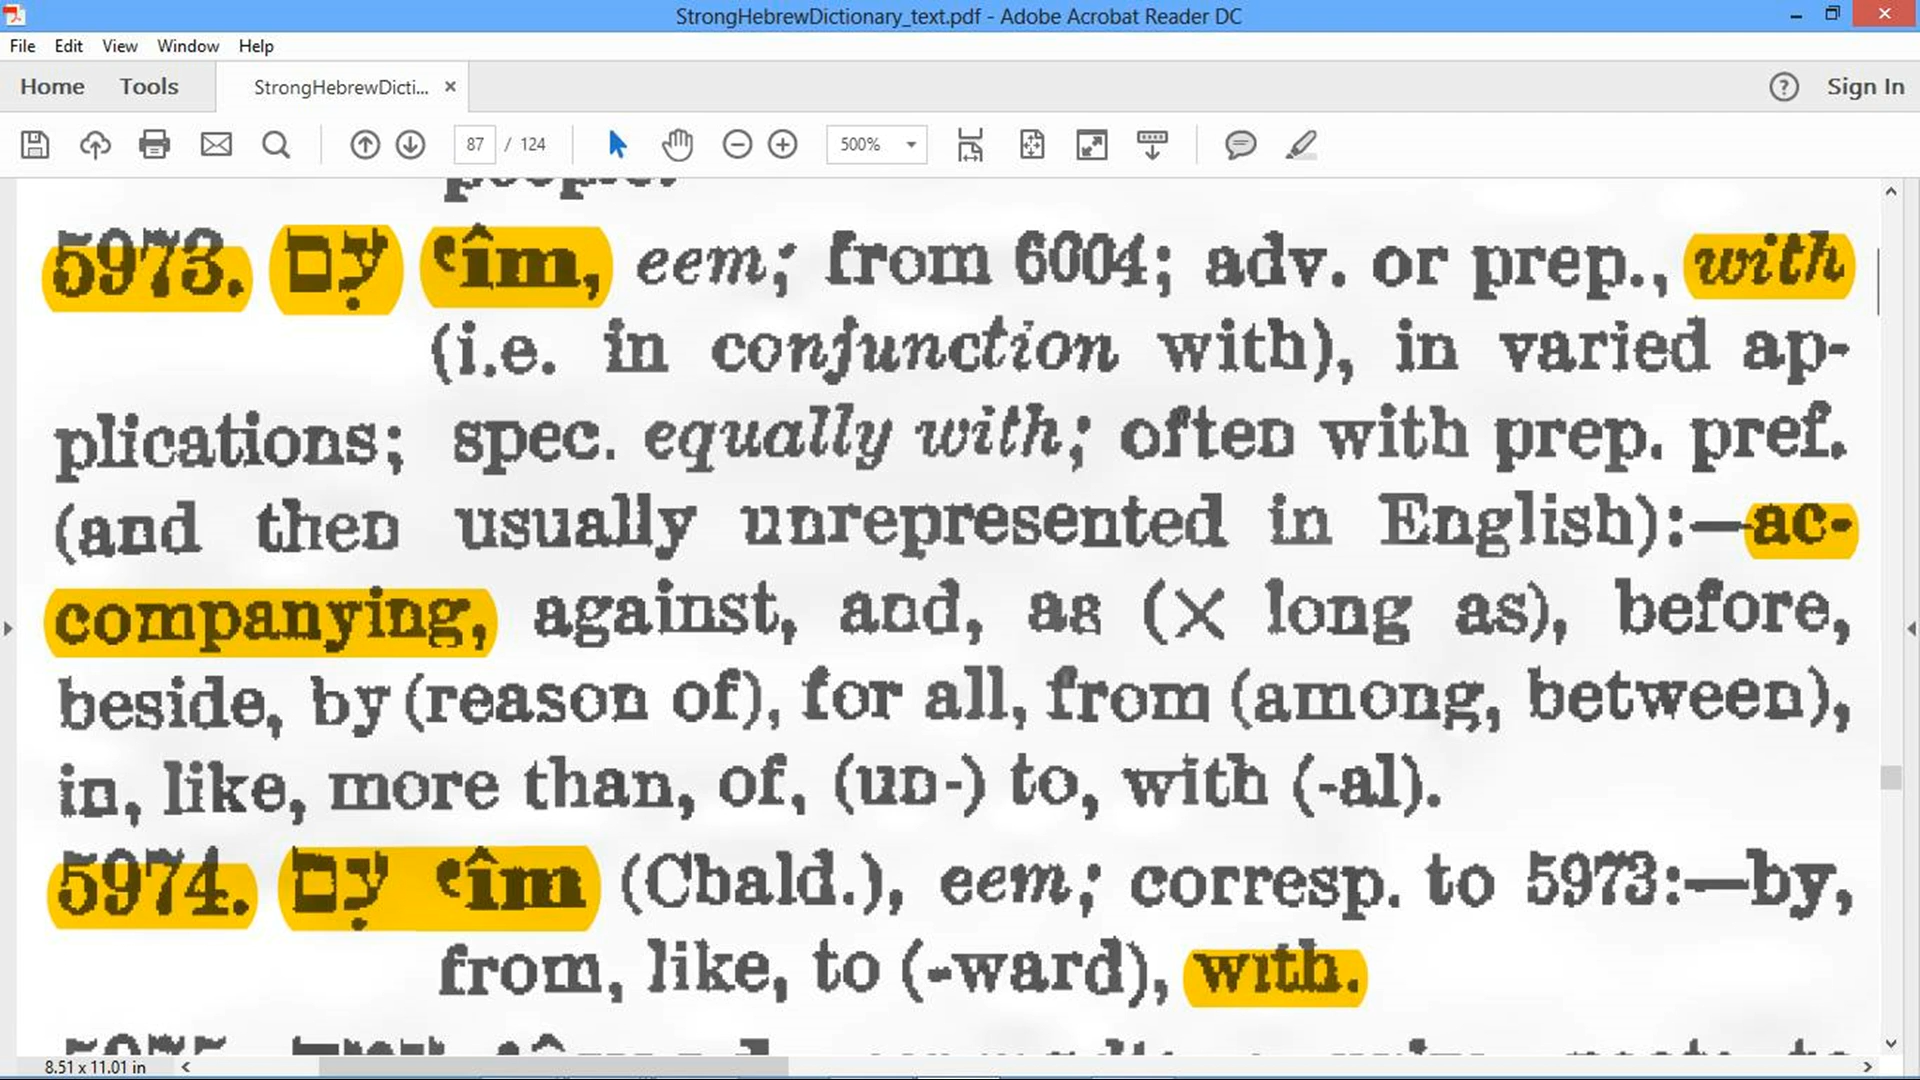 StrongHebrewDictionary_text.pdf - Adobe Acrobat Reader DC
File Edit View Window Help
Home Tools StrongHebrewDicti... × Sign In
87 / 124 500%
people.
5973. עִם ʻîm, eem; from 6004; adv. or prep., with
(i.e. in conjunction with), in varied ap-
plications; spec. equally with; often with prep. pref.
(and then usually unrepresented in English):—ac-
companying, against, and, as (× long as), before,
beside, by (reason of), for all, from (among, between),
in, like, more than, of, (un-) to, with (-al).
5974. עִם ʻîm (Chald.), eem; corresp. to 5973:—by,
from, like, to (-ward), with.
8.51 x 11.01 in